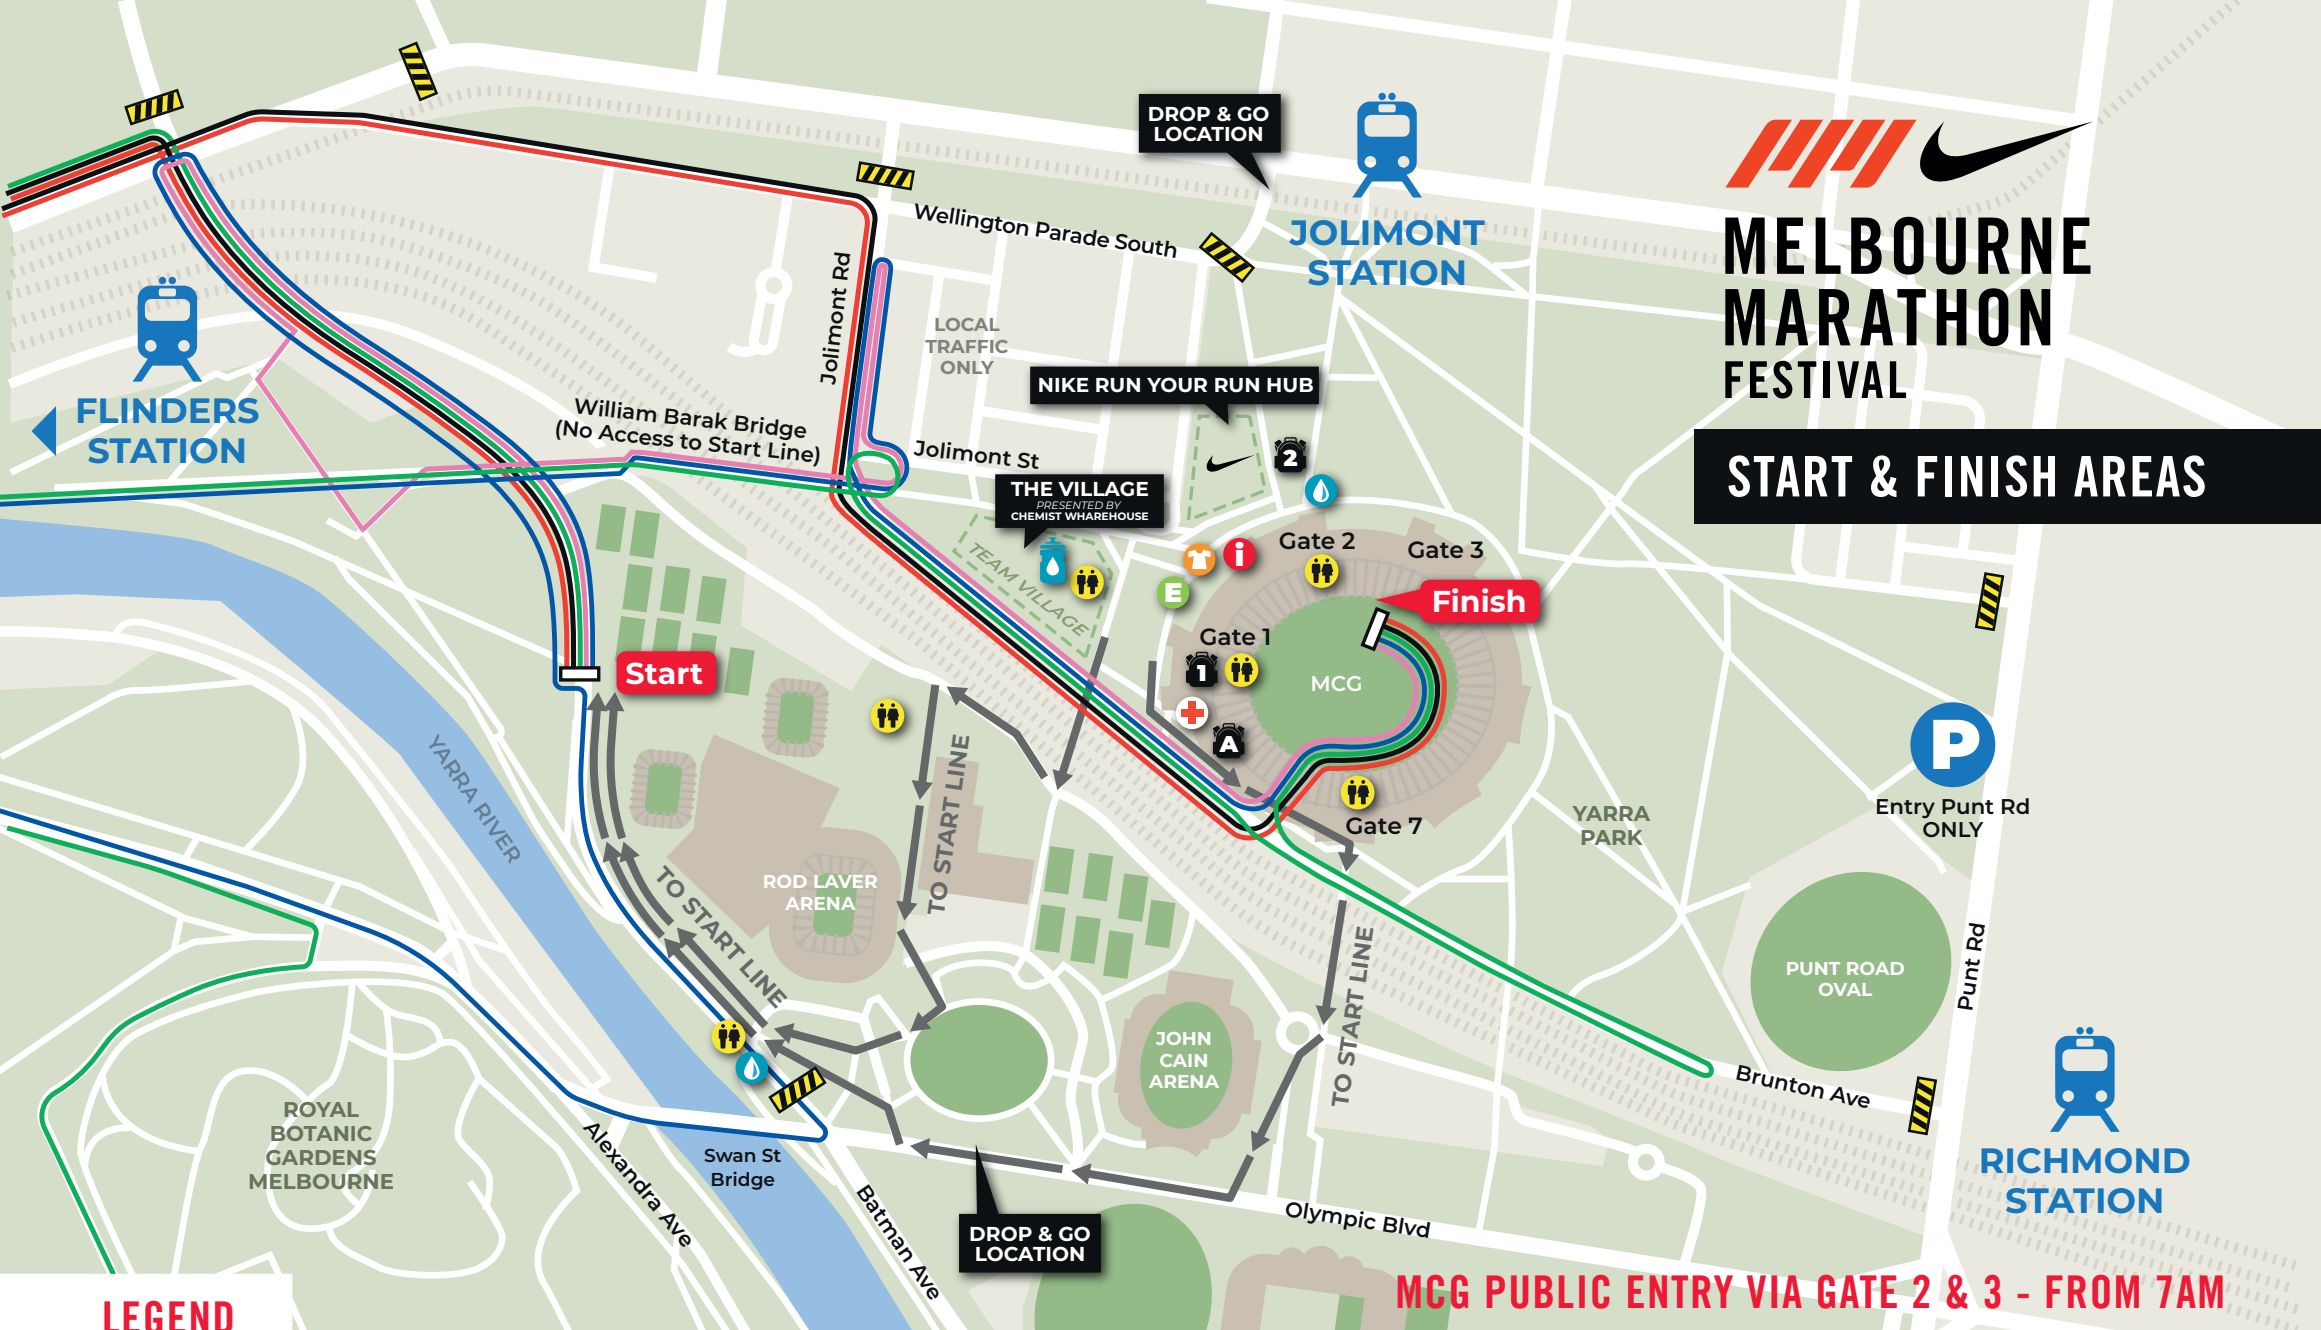 DROP & GO
LOCATION
JOLIMONT
STATION
MELBOURNE
MARATHON
FESTIVAL
START & FINISH AREAS
Wellington Parade South
Jolimont Rd
LOCAL
TRAFFIC
ONLY
NIKE RUN YOUR RUN HUB
FLINDERS
STATION
William Barak Bridge
(No Access to Start Line)
Jolimont St
2
THE VILLAGE
PRESENTED BY
CHEMIST WHAREHOUSE
TEAM VILLAGE
i
E
Gate 2
Gate 3
Finish
Gate 1
1
MCG
A
Gate 7
Start
YARRA RIVER
TO START LINE
TO START LINE
TO START LINE
ROD LAVER
ARENA
YARRA
PARK
P
Entry Punt Rd
ONLY
PUNT ROAD
OVAL
Punt Rd
JOHN
CAIN
ARENA
Brunton Ave
RICHMOND
STATION
ROYAL
BOTANIC
GARDENS
MELBOURNE
Alexandra Ave
Swan St
Bridge
Batman Ave
DROP & GO
LOCATION
Olympic Blvd
MCG PUBLIC ENTRY VIA GATE 2 & 3 - FROM 7AM
LEGEND